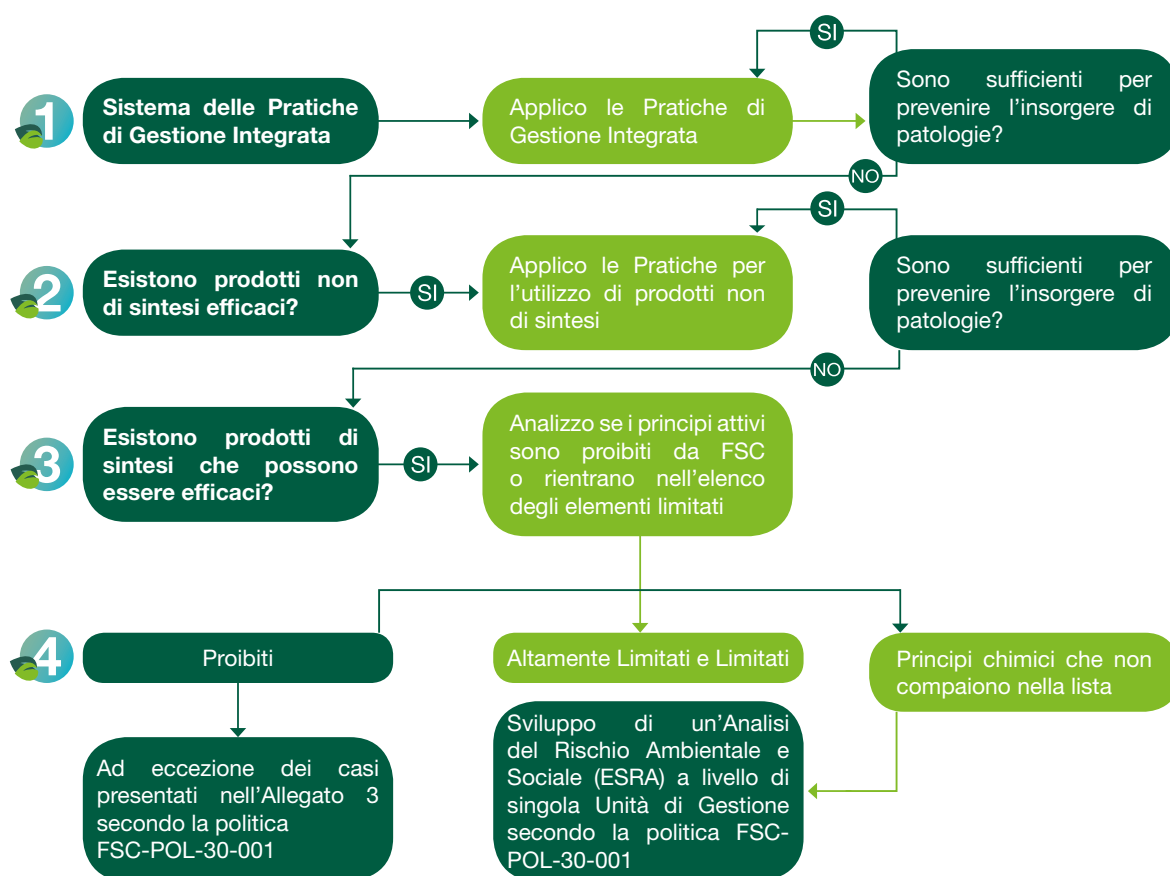 SI
1
Sistema delle Pratiche
di Gestione Integrata
Applico le Pratiche di
Gestione Integrata
Sono sufficienti per
prevenire l'insorgere di
patologie?
NO
SI
2
Esistono prodotti non
di sintesi efficaci?
SI
Applico le Pratiche per
l'utilizzo di prodotti non
di sintesi
Sono sufficienti per
prevenire l'insorgere di
patologie?
NO
3
Esistono prodotti di
sintesi che possono
essere efficaci?
SI
Analizzo se i principi attivi
sono proibiti da FSC
o rientrano nell'elenco
degli elementi limitati
4
Proibiti
Altamente Limitati e Limitati
Principi chimici che non
compaiono nella lista
Ad eccezione dei casi
presentati nell'Allegato 3
secondo la politica
FSC-POL-30-001
Sviluppo di un'Analisi
del Rischio Ambientale e
Sociale (ESRA) a livello di
singola Unità di Gestione
secondo la politica FSC-
POL-30-001